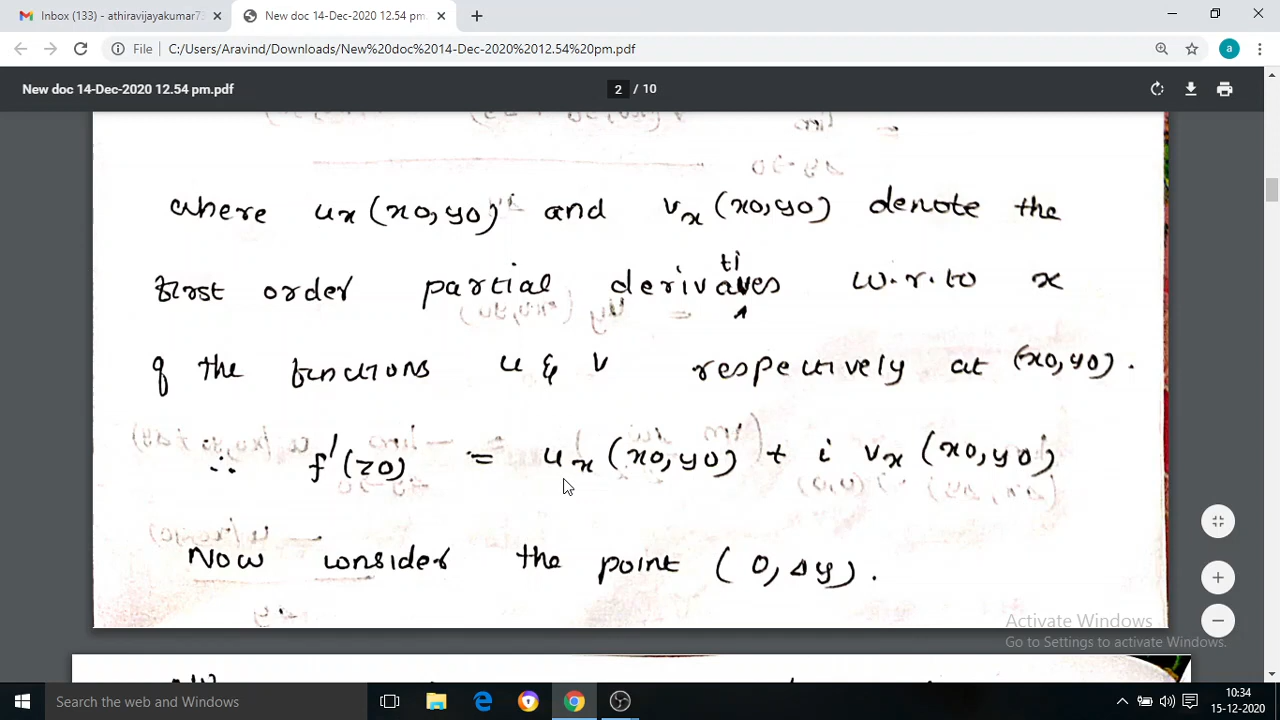 Inbox (133) - athiravijayakumar7
New doc 14-Dec-2020 12.54 pm.p
File
C:/Users/Aravind/Downloads/New%20doc%2014-Dec-2020%2012.54%20pm.pdf
a
New doc 14-Dec-2020 12.54 pm.pdf
2 / 10
where ux (x0, y0) and vx (x0, y0) denote the
first order partial derivatives w.r.to x
of the functions u & v respectively at (x0, y0).
∴ f'(z0) = ux (x0, y0) + i vx (x0, y0)
Now consider the point (0, Δy).
Activate Windows
Go to Settings to activate Windows.
Search the web and Windows
10:34
15-12-2020